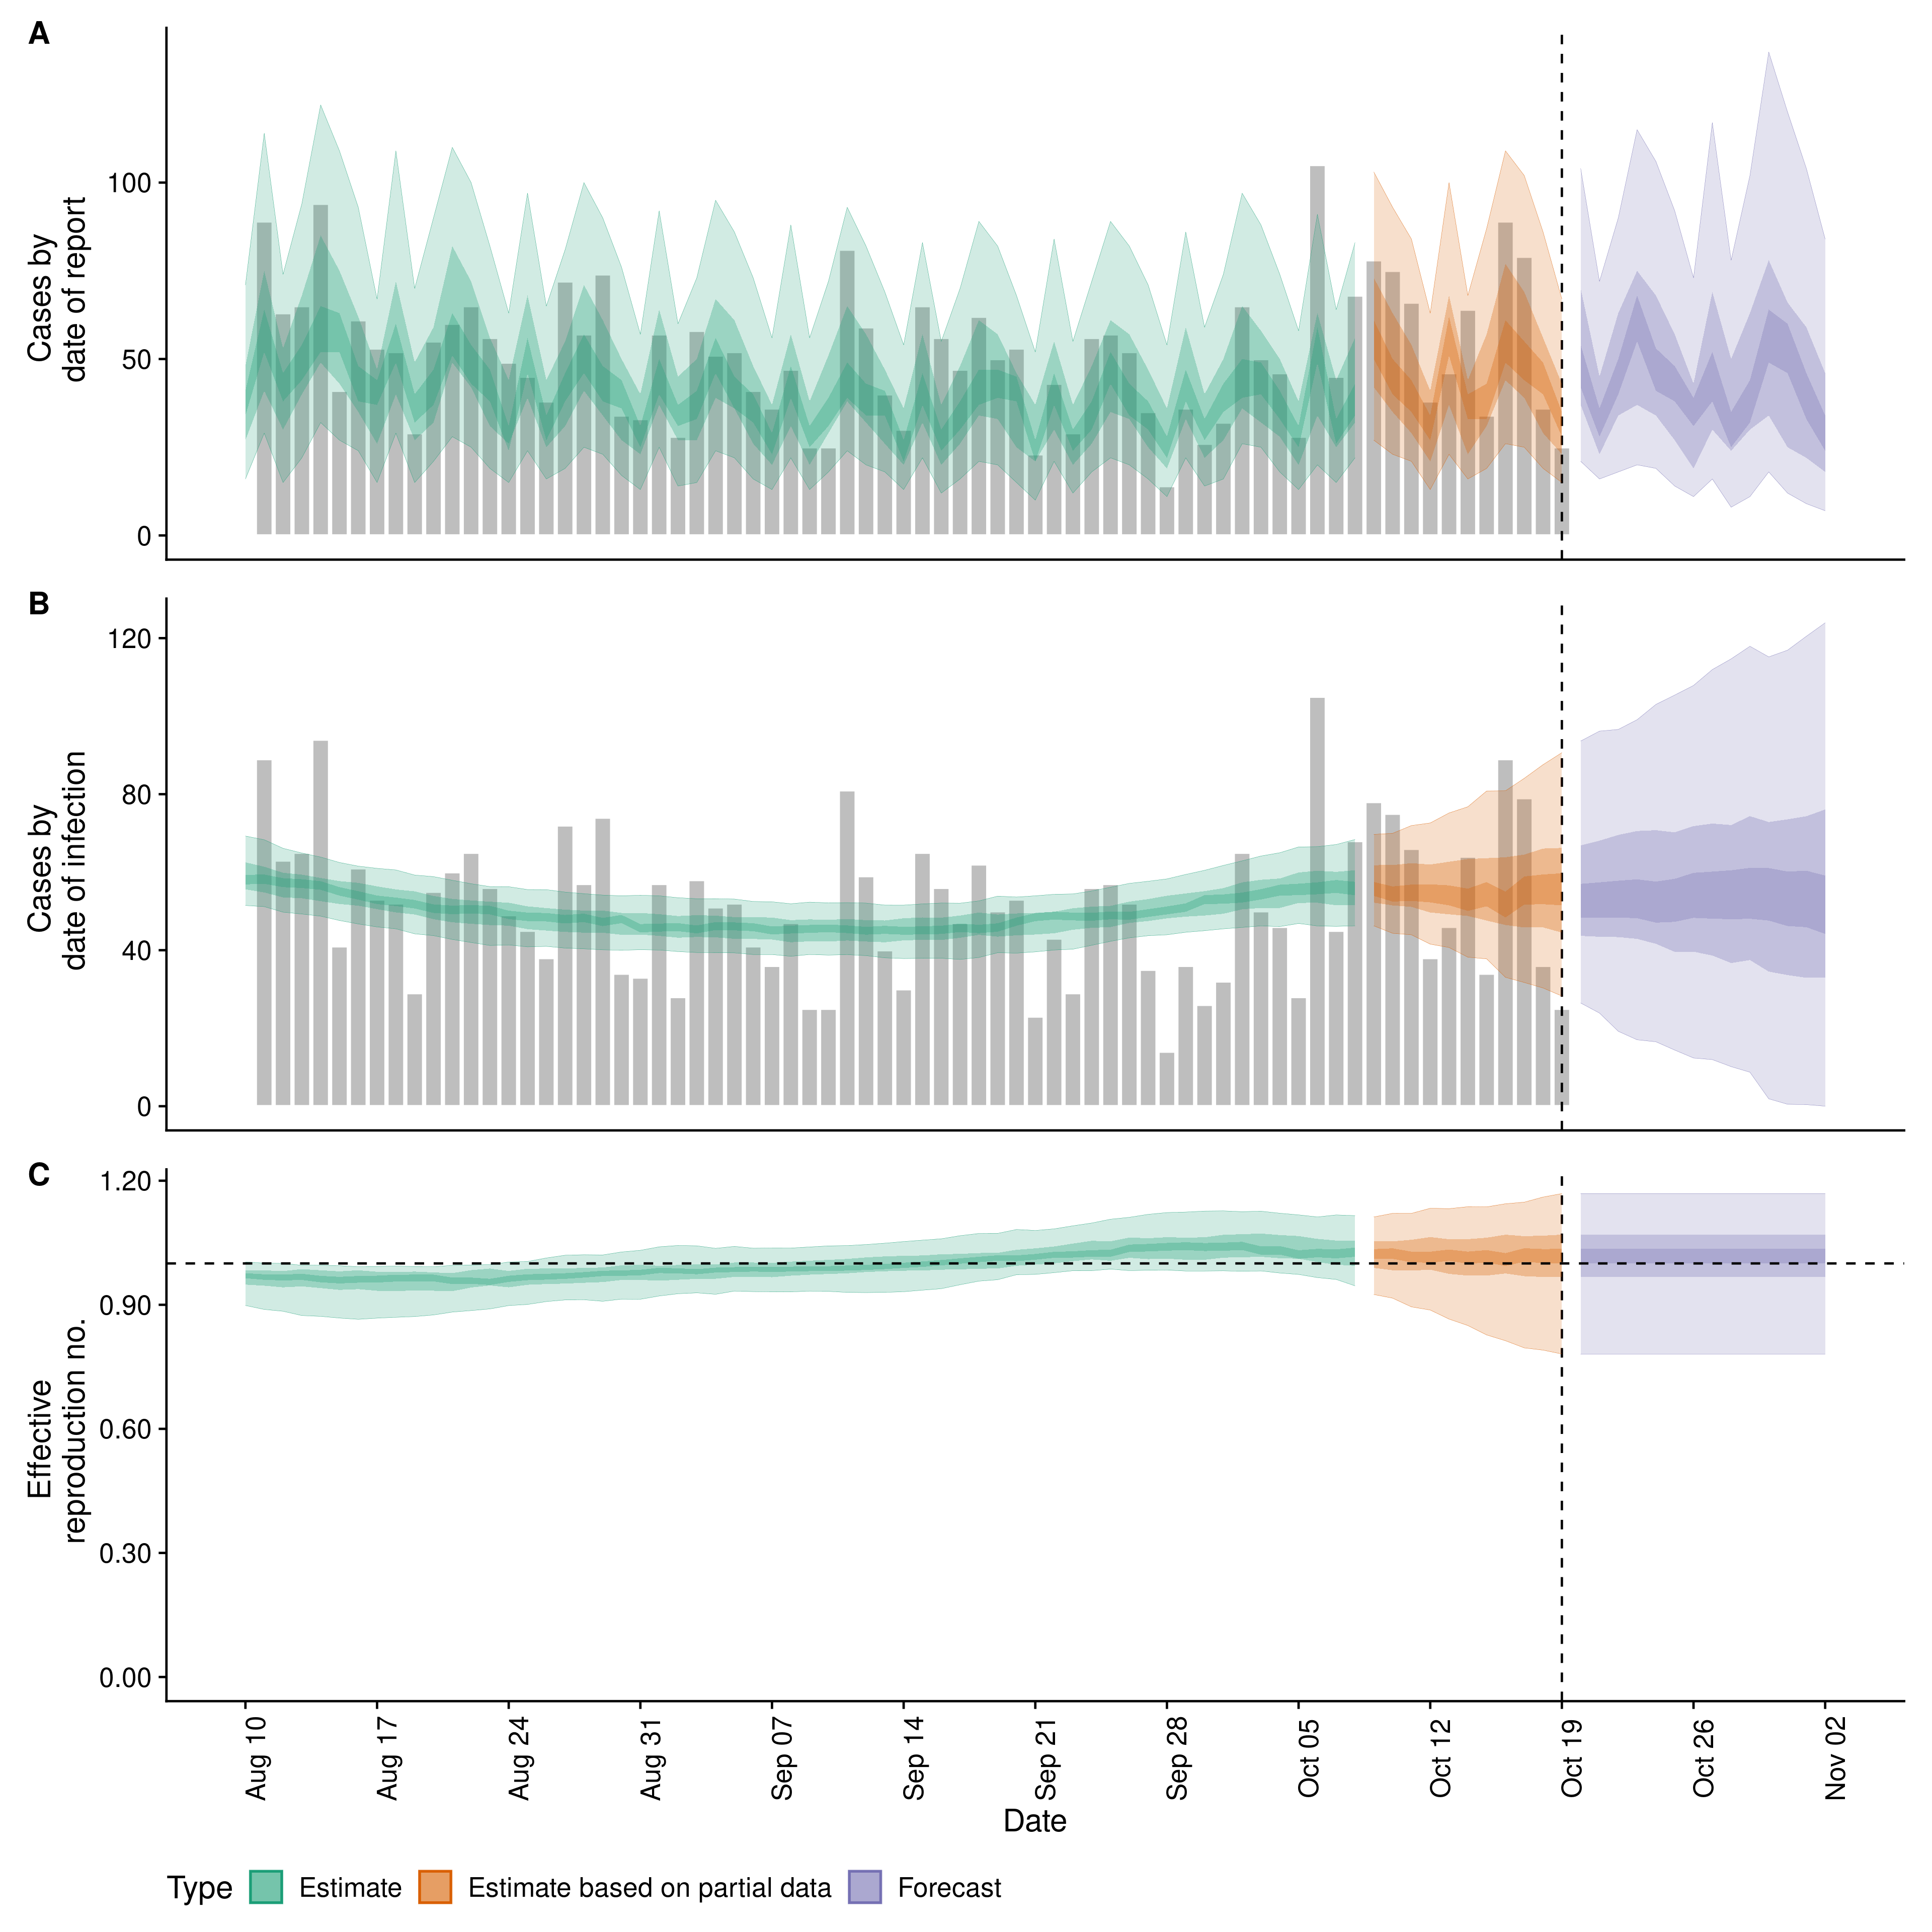 A
Cases by
date of report
100
50
0
B
Cases by
date of infection
120
80
40
0
C
Effective
reproduction no.
1.20
0.90
0.60
0.30
0.00
Aug 10
Aug 17
Aug 24
Aug 31
Sep 07
Sep 14
Sep 21
Sep 28
Oct 05
Oct 12
Oct 19
Oct 26
Nov 02
Date
Type Estimate Estimate based on partial data Forecast